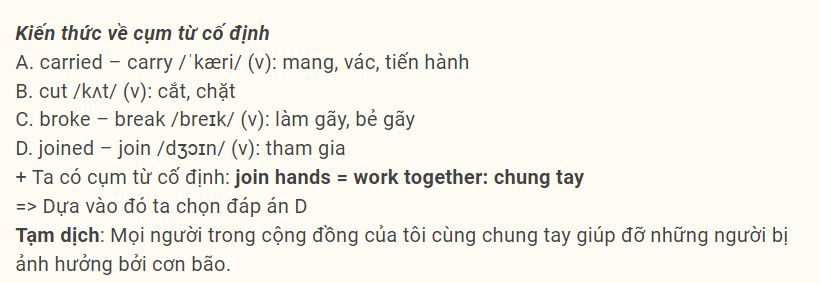 Kiến thức về cụm từ cố định
A. carried – carry /ˈkæri/ (v): mang, vác, tiến hành
B. cut /kʌt/ (v): cắt, chặt
C. broke – break /breɪk/ (v): làm gãy, bẻ gãy
D. joined – join /dʒɔɪn/ (v): tham gia
+ Ta có cụm từ cố định: join hands = work together: chung tay
=> Dựa vào đó ta chọn đáp án D
Tạm dịch: Mọi người trong cộng đồng của tôi cùng chung tay giúp đỡ những người bị
ảnh hưởng bởi cơn bão.